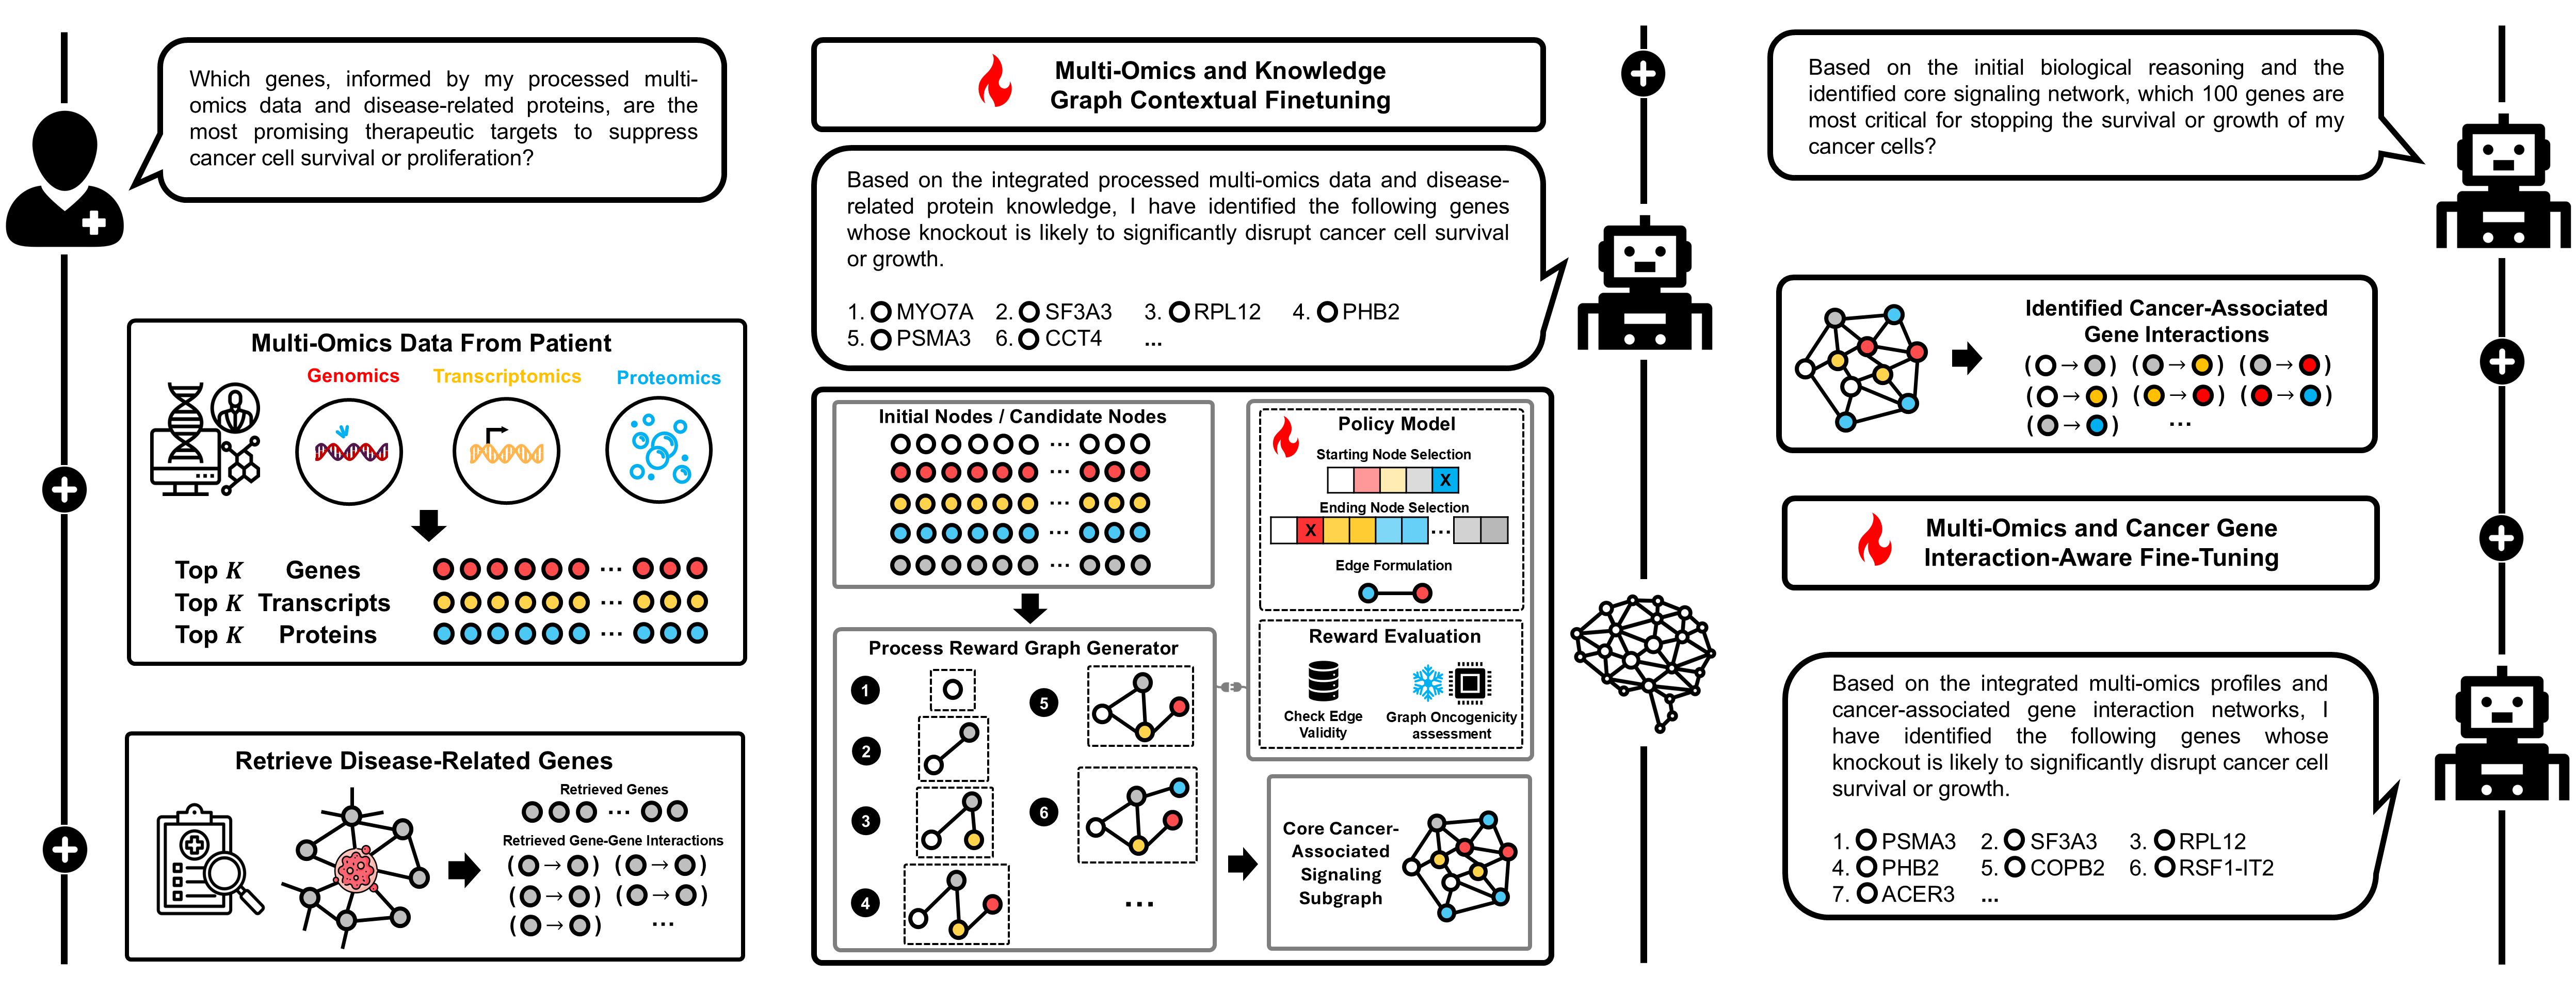 Which genes, informed by my processed multi-
omics data and disease-related proteins, are the
most promising therapeutic targets to suppress
cancer cell survival or proliferation?
Multi-Omics Data From Patient
Genomics
Transcriptomics
Proteomics
Top K Genes
Top K Transcripts
Top K Proteins
...
Retrieve Disease-Related Genes
Retrieved Genes
...
Retrieved Gene-Gene Interactions
( → ) ( → )
( → ) ( → )
( → ) ...
Multi-Omics and Knowledge
Graph Contextual Finetuning
Based on the integrated processed multi-omics data and disease-
related protein knowledge, I have identified the following genes
whose knockout is likely to significantly disrupt cancer cell survival
or growth.
1. MYO7A 2. SF3A3 3. RPL12 4. PHB2
5. PSMA3 6. CCT4 ...
Initial Nodes / Candidate Nodes
...
Process Reward Graph Generator
1
2
3
4
5
6
...
Policy Model
Starting Node Selection
X
Ending Node Selection
X ...
Edge Formulation
Reward Evaluation
Check Edge
Validity
Graph Oncogenicity
assessment
Core Cancer-
Associated
Signaling
Subgraph
Based on the initial biological reasoning and the
identified core signaling network, which 100 genes are
most critical for stopping the survival or growth of my
cancer cells?
Identified Cancer-Associated
Gene Interactions
( → ) ( → ) ( → )
( → ) ( → ) ( → )
( → ) ...
Multi-Omics and Cancer Gene
Interaction-Aware Fine-Tuning
Based on the integrated multi-omics profiles and
cancer-associated gene interaction networks, I
have identified the following genes whose
knockout is likely to significantly disrupt cancer cell
survival or growth.
1. PSMA3 2. SF3A3 3. RPL12
4. PHB2 5. COPB2 6. RSF1-IT2
7. ACER3 ...